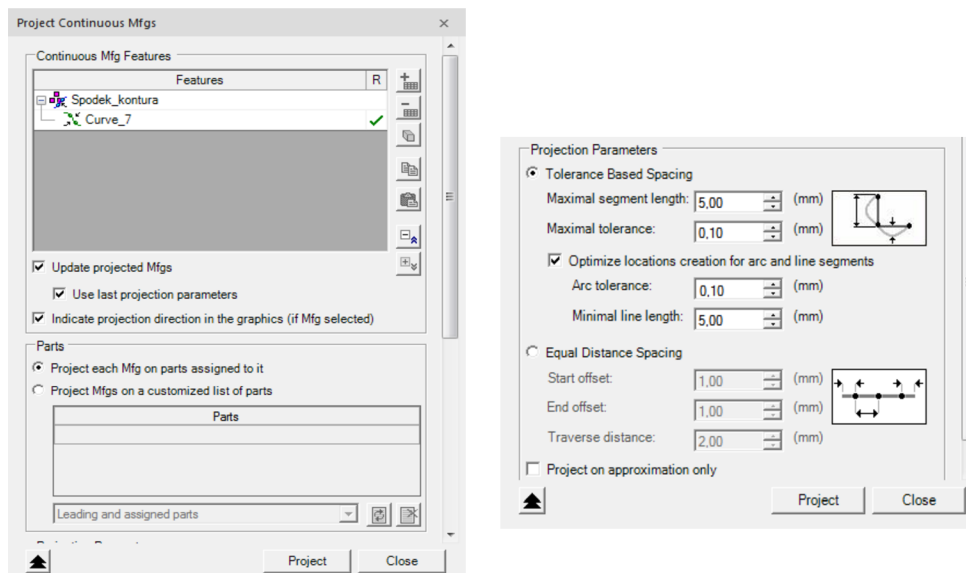 Project Continuous Mfgs
Continuous Mfg Features
Features R
Spodek_kontura
Curve_7
Update projected Mfgs
Use last projection parameters
Indicate projection direction in the graphics (if Mfg selected)
Parts
Project each Mfg on parts assigned to it
Project Mfgs on a customized list of parts
Parts
Leading and assigned parts
Project Close
Projection Parameters
Tolerance Based Spacing
Maximal segment length: 5,00 (mm)
Maximal tolerance: 0,10 (mm)
Optimize locations creation for arc and line segments
Arc tolerance: 0,10 (mm)
Minimal line length: 5,00 (mm)
Equal Distance Spacing
Start offset: 1,00 (mm)
End offset: 1,00 (mm)
Traverse distance: 2,00 (mm)
Project on approximation only
Project Close